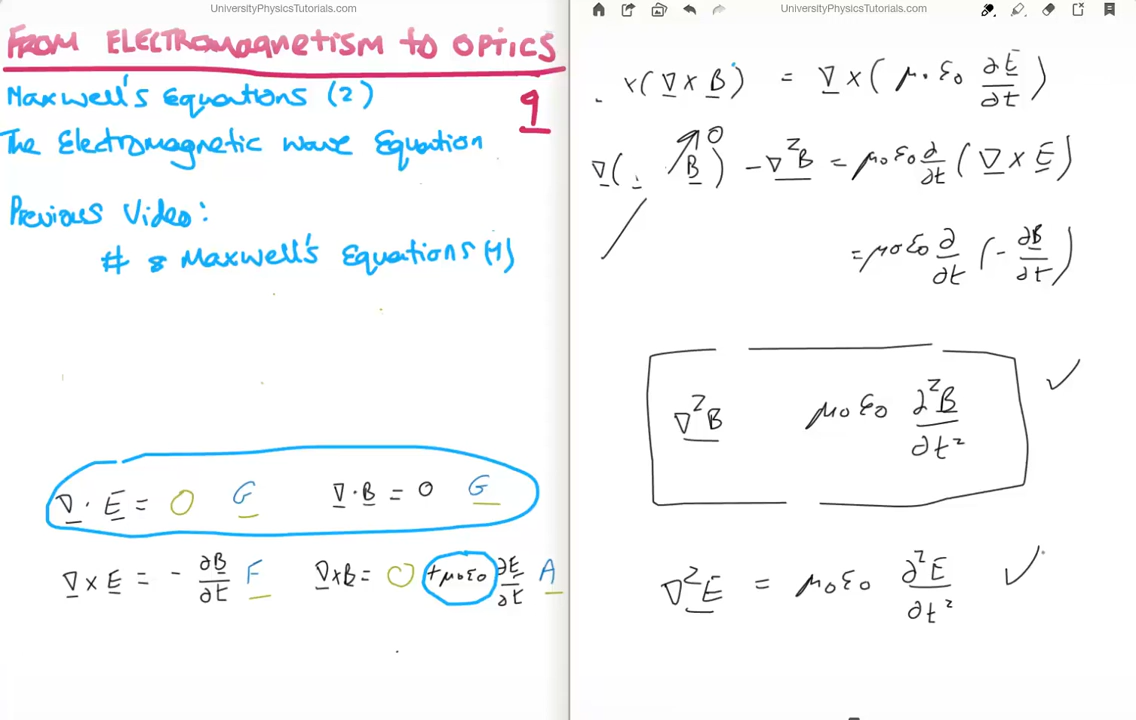 UniversityPhysicsTutorials.com
FROM ELECTROMAGNETISM TO OPTICS
Maxwell's Equations (2)
9
The Electromagnetic Wave Equation
Previous Video:
# 8 Maxwell's Equations (1)
∇ · E = 0 G ∇ · B = 0 G
∇ × E = - ∂B/∂t F ∇×B = 0 + μ₀ε₀ ∂E/∂t A
UniversityPhysicsTutorials.com
×(∇ × B) = ∇ × (μ₀ε₀ ∂E/∂t)
∇( . B) 0 - ∇²B = μ₀ε₀ ∂/∂t (∇ × E)
= μ₀ε₀ ∂/∂t (- ∂B/∂t)
∇²B μ₀ε₀ ∂²B/∂t² ✓
∇²E = μ₀ε₀ ∂²E/∂t² ✓